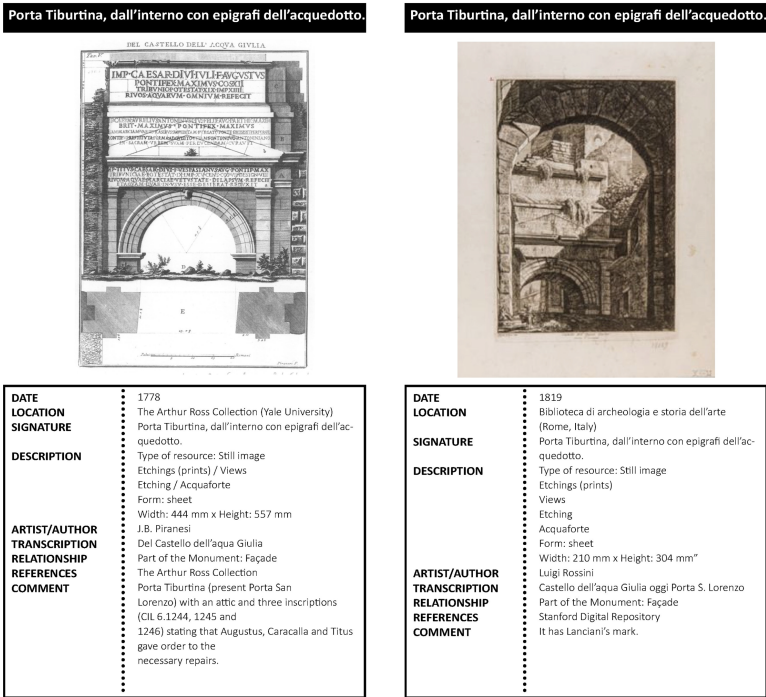 Porta Tiburtina, dall’interno con epigrafi dell’acquedotto.
DEL CASTELLO DELL' ACQVA GIVLIA
IMP·CAESAR·DIVI·IVLI·F·AVGVSTVS
PONTIFEX·MAXIMVS·COS·XII
TRIBVNIC·POTESTAT·XIX·IMP·XIIII
RIVOS·AQVARVM·OMNIVM·REFECIT
E
DATE 1778
LOCATION The Arthur Ross Collection (Yale University)
SIGNATURE Porta Tiburtina, dall’interno con epigrafi dell’ac-
quedotto.
DESCRIPTION Type of resource: Still image
Etchings (prints) / Views
Etching / Acquaforte
Form: sheet
Width: 444 mm x Height: 557 mm
ARTIST/AUTHOR J.B. Piranesi
TRANSCRIPTION Del Castello dell’aqua Giulia
RELATIONSHIP Part of the Monument: Façade
REFERENCES The Arthur Ross Collection
COMMENT Porta Tiburtina (present Porta San
Lorenzo) with an attic and three inscriptions
(CIL 6.1244, 1245 and
1246) stating that Augustus, Caracalla and Titus
gave order to the
necessary repairs.
Porta Tiburtina, dall’interno con epigrafi dell’acquedotto.
DATE 1819
LOCATION Biblioteca di archeologia e storia dell’arte
(Rome, Italy)
SIGNATURE Porta Tiburtina, dall’interno con epigrafi dell’ac-
quedotto.
DESCRIPTION Type of resource: Still image
Etchings (prints)
Views
Etching
Acquaforte
Form: sheet
Width: 210 mm x Height: 304 mm”
ARTIST/AUTHOR Luigi Rossini
TRANSCRIPTION Castello dell’aqua Giulia oggi Porta S. Lorenzo
RELATIONSHIP Part of the Monument: Façade
REFERENCES Stanford Digital Repository
COMMENT It has Lanciani’s mark.